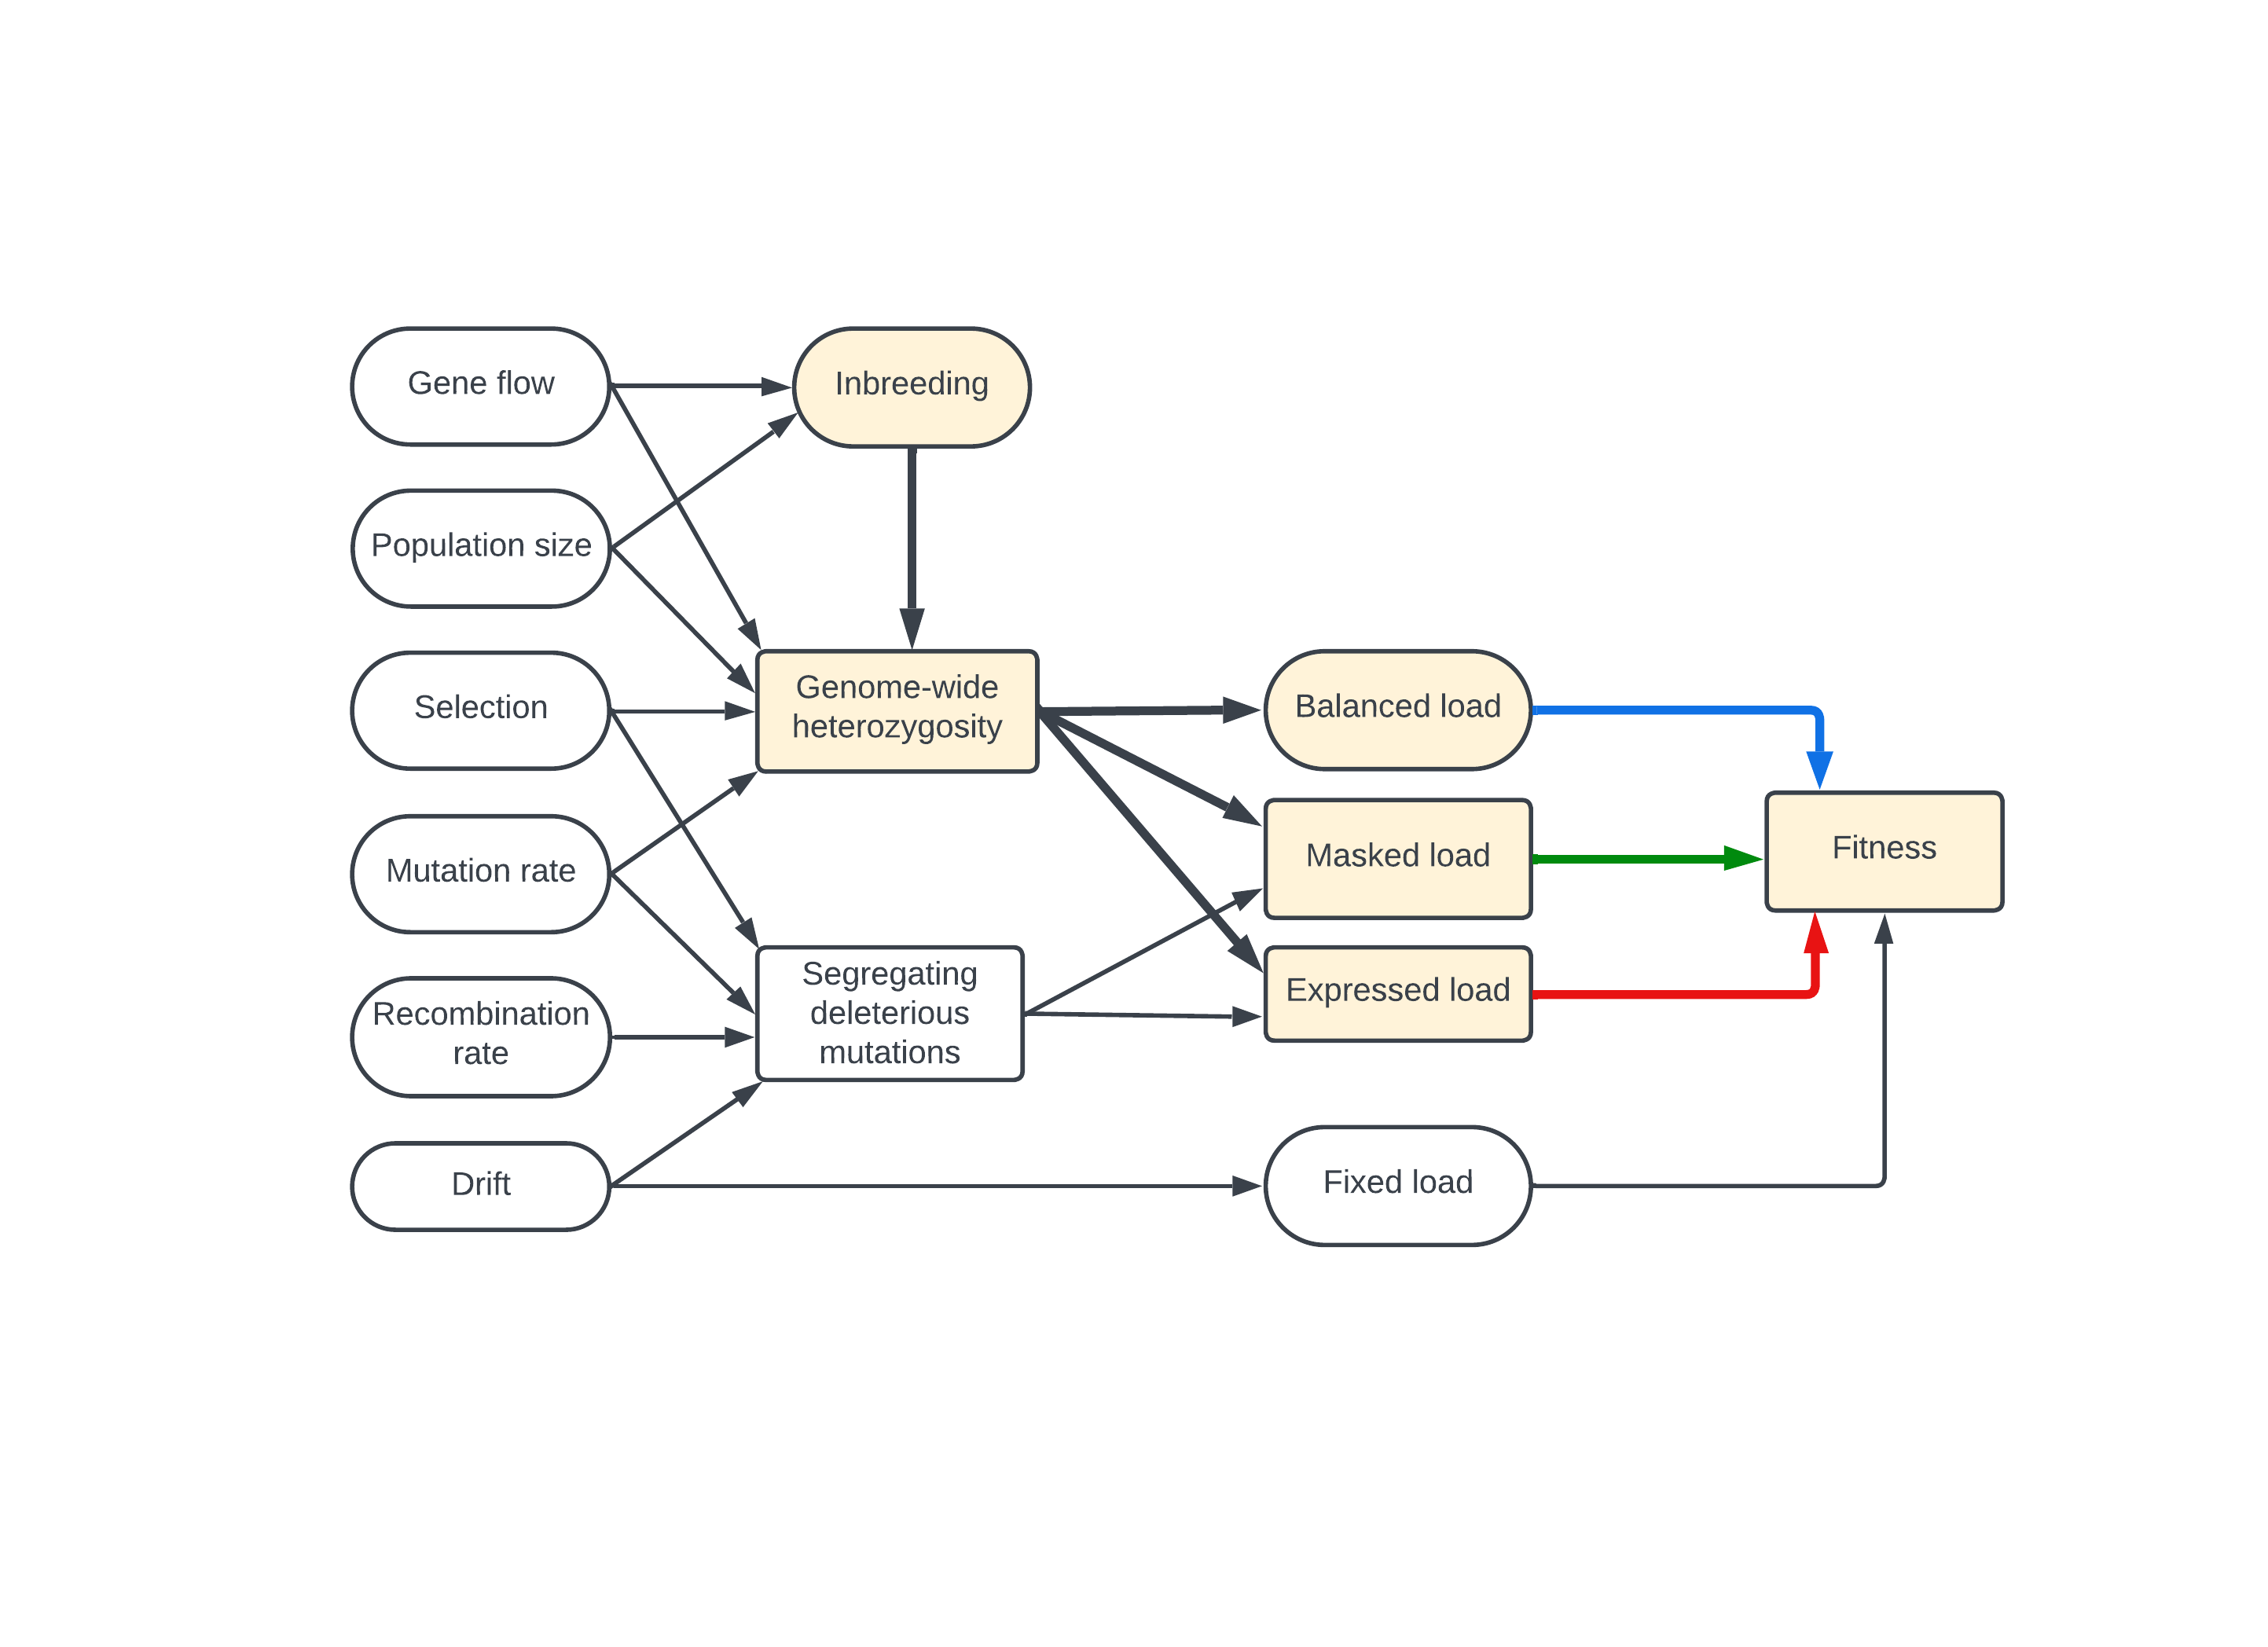 Gene flow
Inbreeding
Population size
Selection
Genome-wide
heterozygosity
Balanced load
Mutation rate
Masked load
Fitness
Recombination
rate
Segregating
deleterious
mutations
Expressed load
Drift
Fixed load